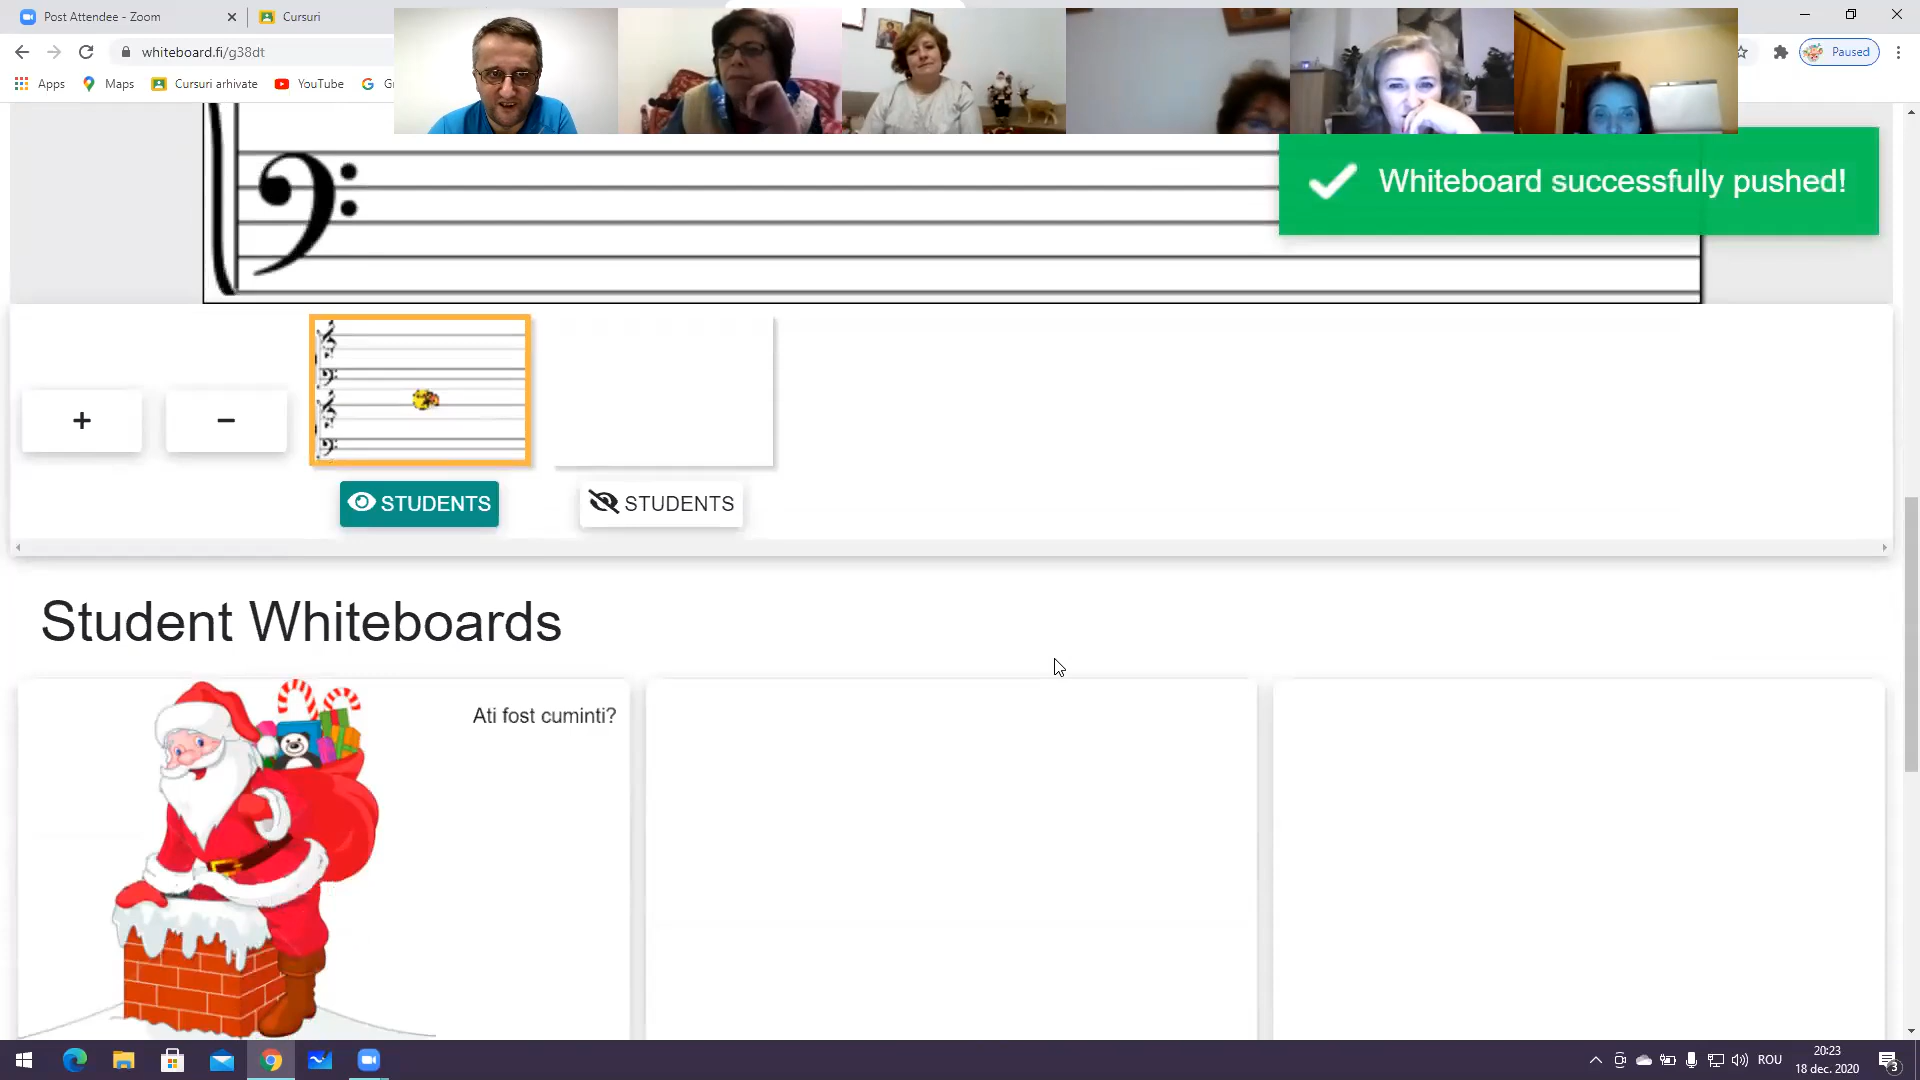 Post Attendee - Zoom
Cursuri
whiteboard.fi/g38dt
Paused
Apps
Maps
Cursuri arhivate
YouTube
Whiteboard successfully pushed!
+
−
STUDENTS
STUDENTS
Student Whiteboards
Ati fost cuminti?
ROU
20:23
18 dec. 2020
3